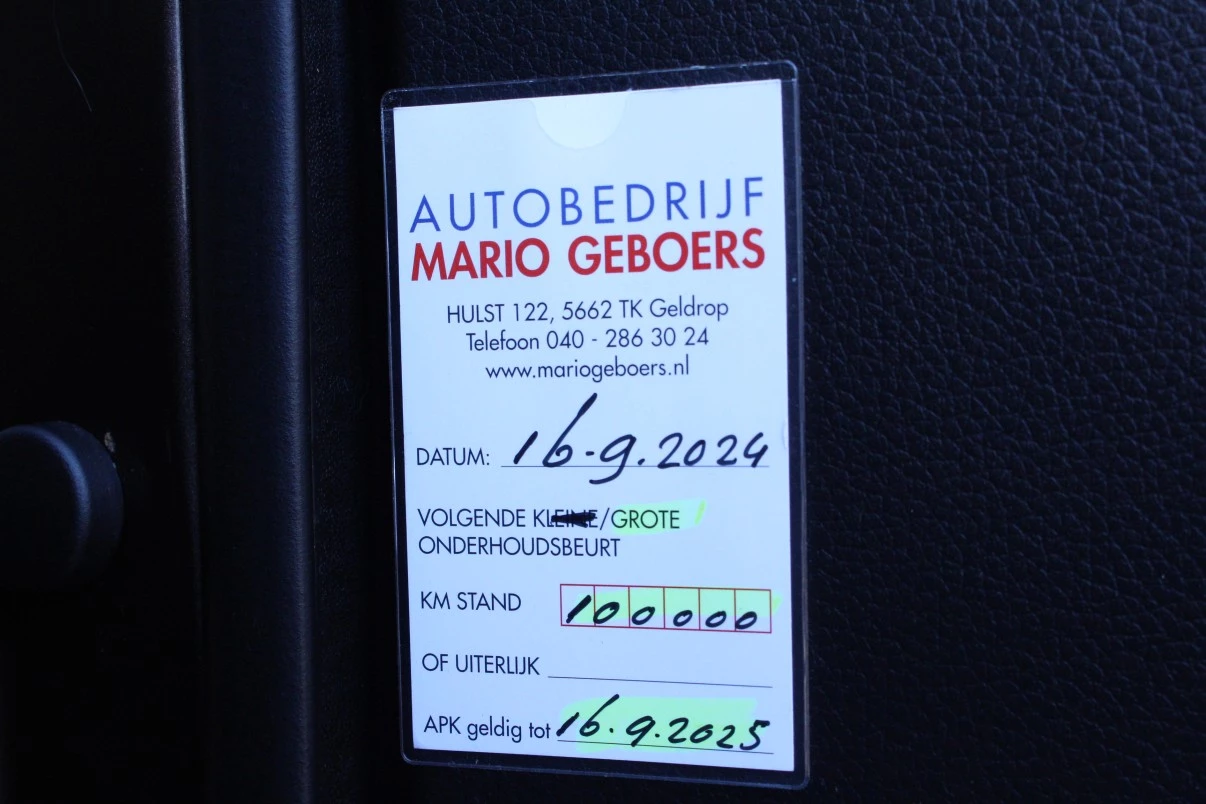 AUTOBEDRIJF
MARIO GEBOERS
HULST 122, 5662 TK Geldrop
Telefoon 040 - 286 30 24
www.mariogeboers.nl
DATUM: 16-9.2024
VOLGENDE KLEINE/GROTE
ONDERHOUDSBEURT
KM STAND 100000
OF UITERLIJK
APK geldig tot 16.9.2025